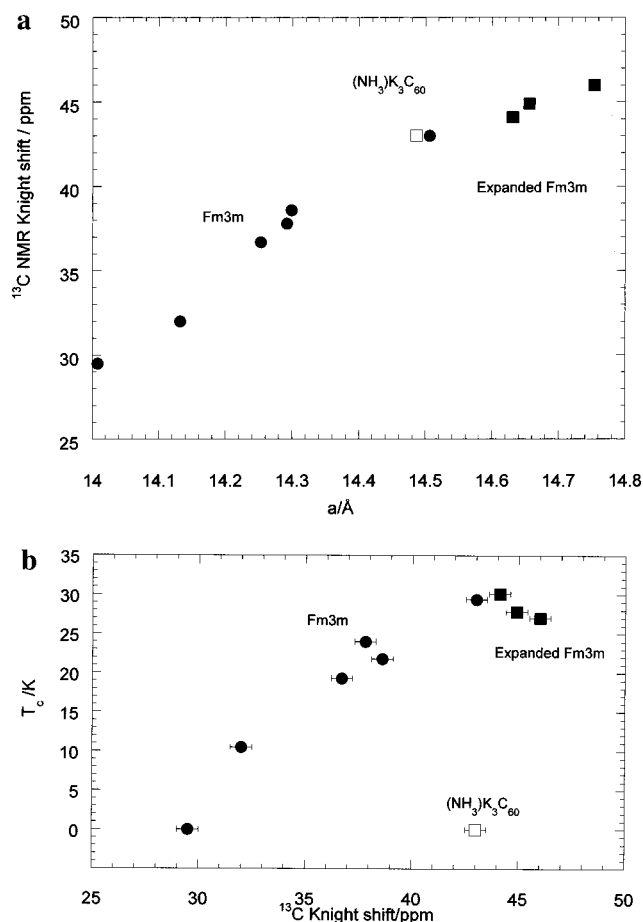 a
50
45
40
35
30
25
¹³C NMR Knight shift / ppm
(NH₃)K₃C₆₀
Fm3m
Expanded Fm3m
14 14.1 14.2 14.3 14.4 14.5 14.6 14.7 14.8
a/Å
b
35
30
25
20
15
10
5
0
T_c /K
Fm3m
Expanded Fm3m
(NH₃)K₃C₆₀
25 30 35 40 45 50
¹³C Knight shift/ppm